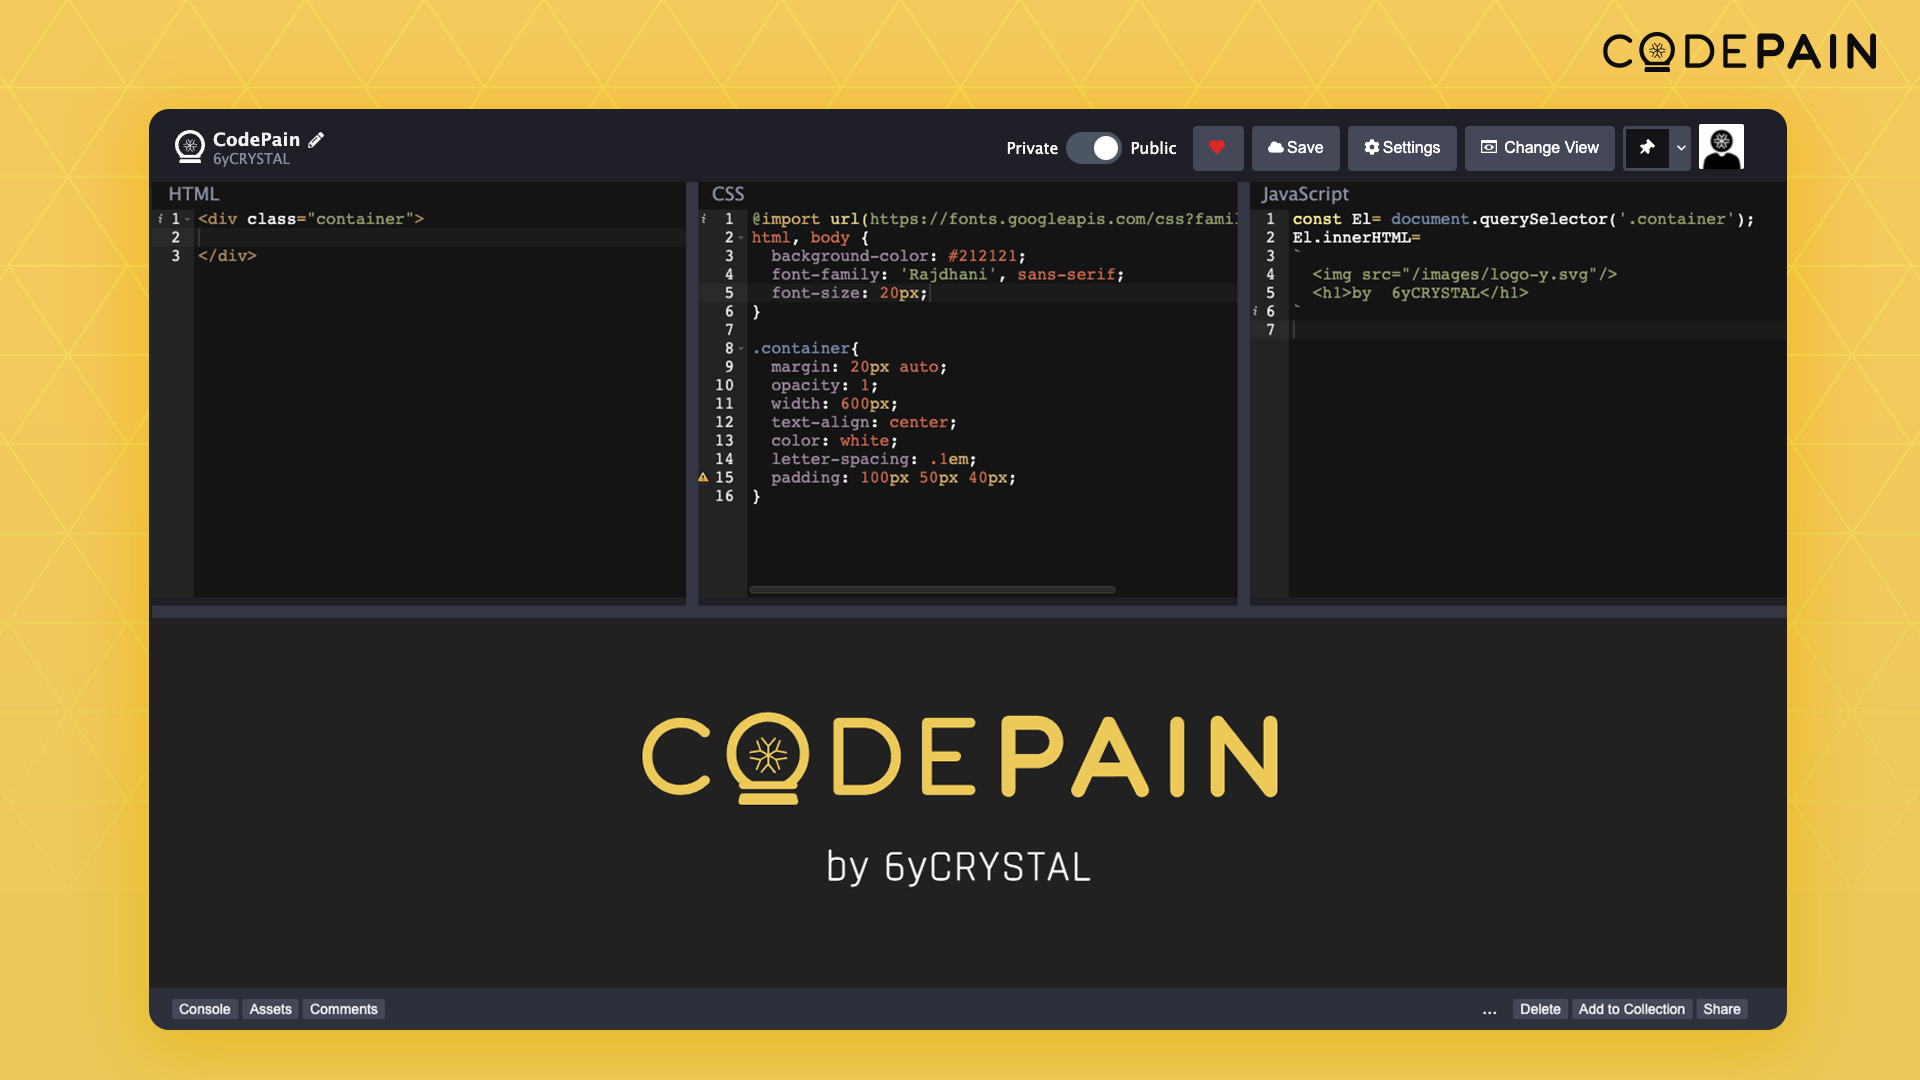 CODEPAIN
CodePain
6yCRYSTAL
Private Public Save Settings Change View
HTML
1 <div class="container">
2
3 </div>
CSS
1 @import url(https://fonts.googleapis.com/css?famil
2 html, body {
3 background-color: #212121;
4 font-family: 'Rajdhani', sans-serif;
5 font-size: 20px;
6 }
7
8 .container{
9 margin: 20px auto;
10 opacity: 1;
11 width: 600px;
12 text-align: center;
13 color: white;
14 letter-spacing: .1em;
15 padding: 100px 50px 40px;
16 }
JavaScript
1 const El= document.querySelector('.container');
2 El.innerHTML=
3 `
4 <img src="/images/logo-y.svg"/>
5 <h1>by  6yCRYSTAL</h1>
6 `
7
CODEPAIN
by 6yCRYSTAL
Console Assets Comments ... Delete Add to Collection Share